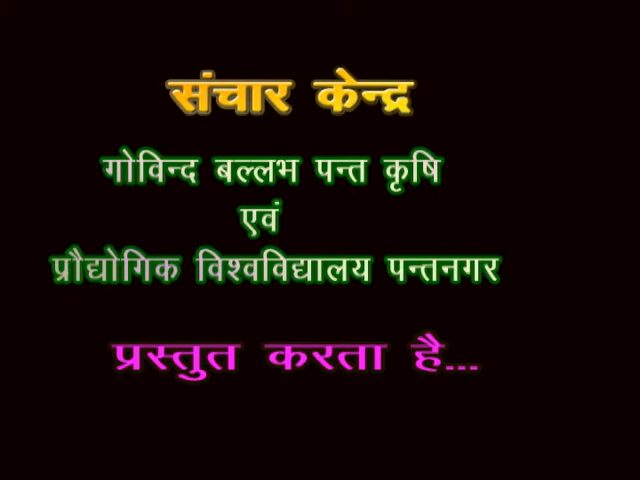 संचार केन्द्र
गोविन्द बल्लभ पन्त कृषि
एवं
प्रौद्योगिक विश्वविद्यालय पन्तनगर
प्रस्तुत करता है...